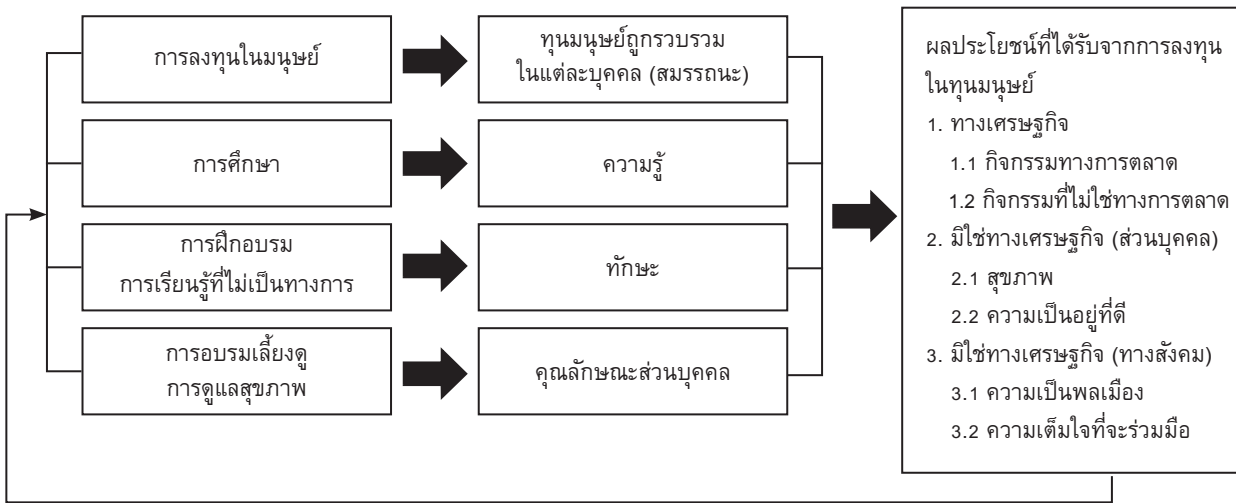 การลงทุนในมนุษย์
ทุนมนุษย์ถูกรวบรวม
ในแต่ละบุคคล (สมรรถนะ)
การศึกษา
ความรู้
การฝึกอบรม
การเรียนรู้ที่ไม่เป็นทางการ
ทักษะ
การอบรมเลี้ยงดู
การดูแลสุขภาพ
คุณลักษณะส่วนบุคคล
ผลประโยชน์ที่ได้รับจากการลงทุน
ในทุนมนุษย์
1. ทางเศรษฐกิจ
1.1 กิจกรรมทางการตลาด
1.2 กิจกรรมที่ไม่ใช่ทางการตลาด
2. มิใช่ทางเศรษฐกิจ (ส่วนบุคคล)
2.1 สุขภาพ
2.2 ความเป็นอยู่ที่ดี
3. มิใช่ทางเศรษฐกิจ (ทางสังคม)
3.1 ความเป็นพลเมือง
3.2 ความเต็มใจที่จะร่วมมือ